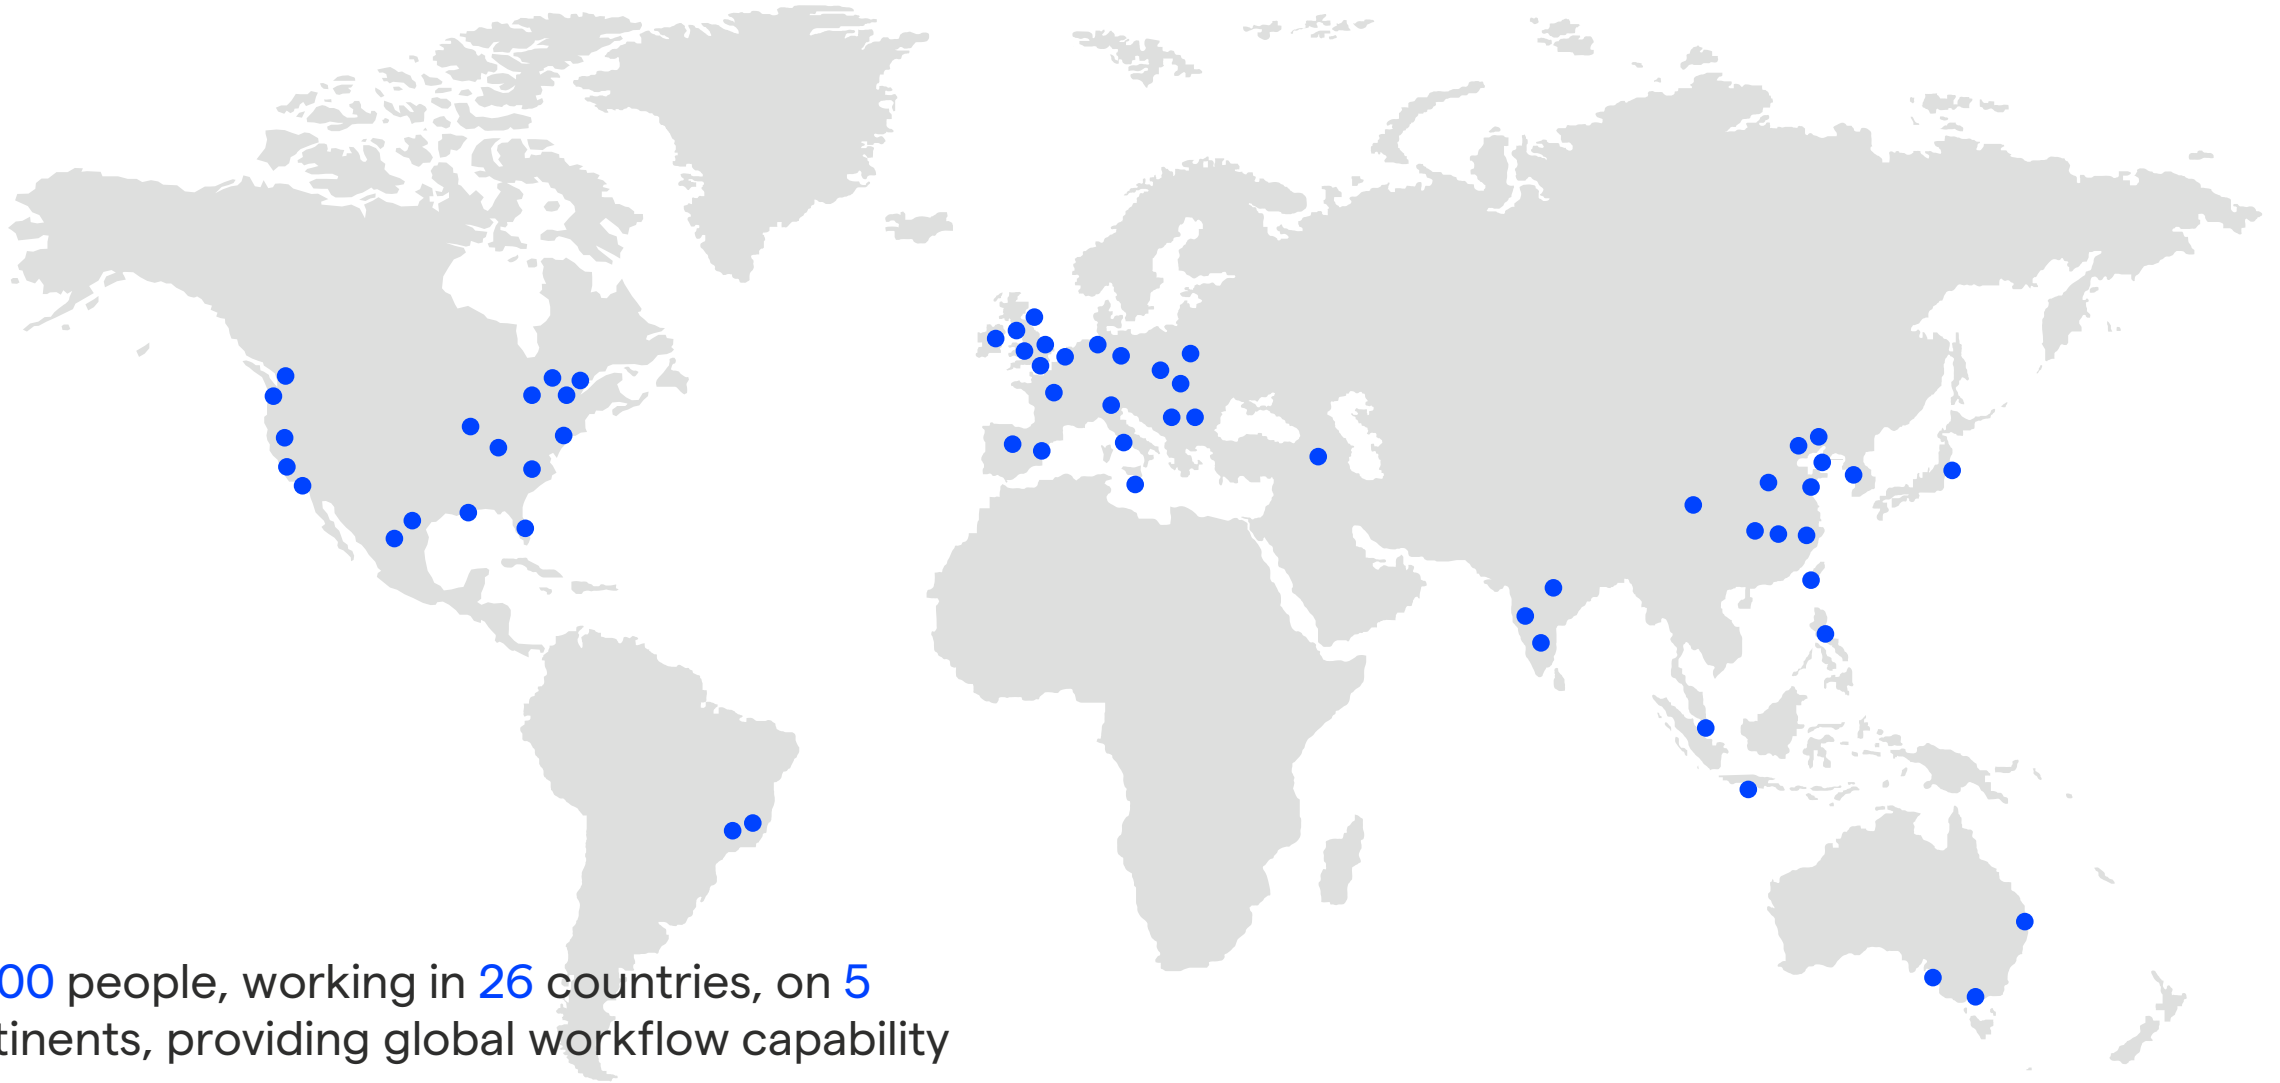 00 people, working in 26 countries, on 5
tinents, providing global workflow capability